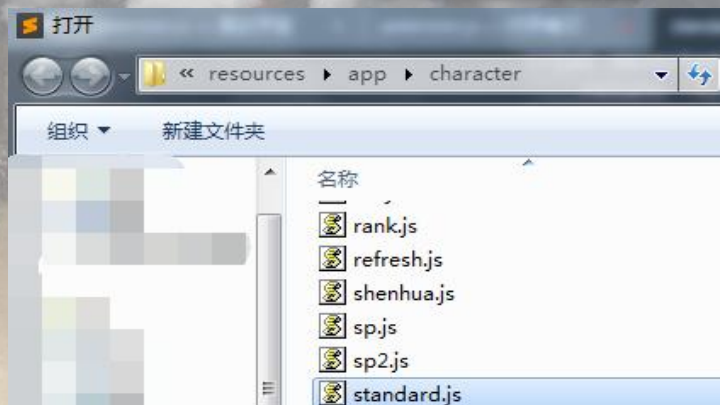 打开
« resources ▸ app ▸ character
组织 新建文件夹
名称
rank.js
refresh.js
shenhua.js
sp.js
sp2.js
standard.js